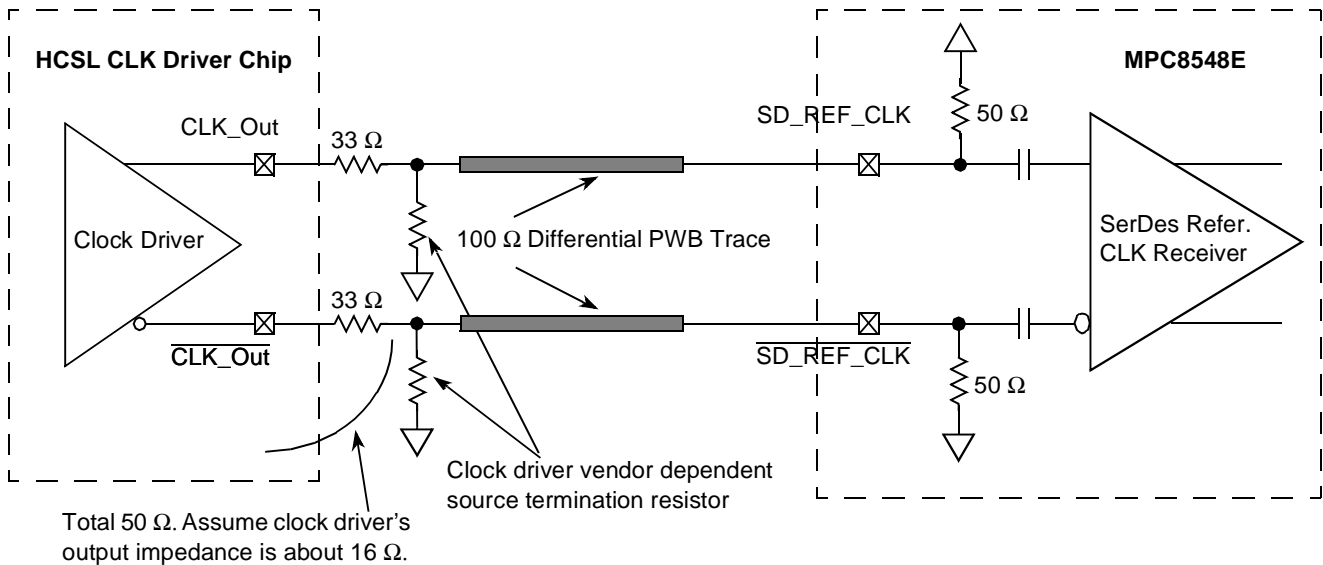 HCSL CLK Driver Chip
MPC8548E
CLK_Out
33 Ω
SD_REF_CLK
50 Ω
Clock Driver
100 Ω Differential PWB Trace
SerDes Refer.
CLK Receiver
33 Ω
CLK_Out
SD_REF_CLK
50 Ω
Clock driver vendor dependent
source termination resistor
Total 50 Ω. Assume clock driver's
output impedance is about 16 Ω.